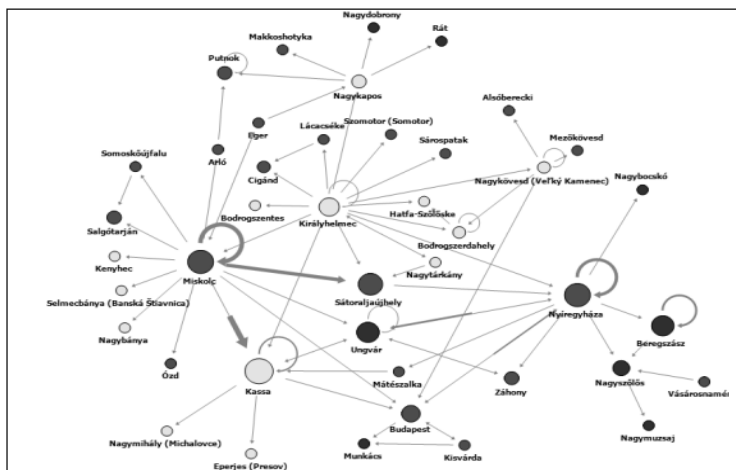 Nagydobrony
Rát
Makkoshotyka
Putnok
Nagykapos
Alsóberecki
Eger
Lácacséke
Szomotor (Somotor)
Sárospatak
Mezőkövesd
Somoskőújfalu
Arló
Cigánd
Nagykövesd (Veľký Kamenec)
Nagybocskó
Bodrogszentes
Királyhelmec
Hatfa-Szőlőske
Salgótarján
Bodrogszerdahely
Kenyhec
Miskolc
Nagytárkány
Selmecbánya (Banská Štiavnica)
Sátoraljaújhely
Nyíregyháza
Nagybánya
Ungvár
Beregszász
Ózd
Kassa
Mátészalka
Záhony
Nagyszőlős
Vásárosnamén
Budapest
Nagymihály (Michalovce)
Nagymuzsaj
Eperjes (Presov)
Munkács
Kisvárda